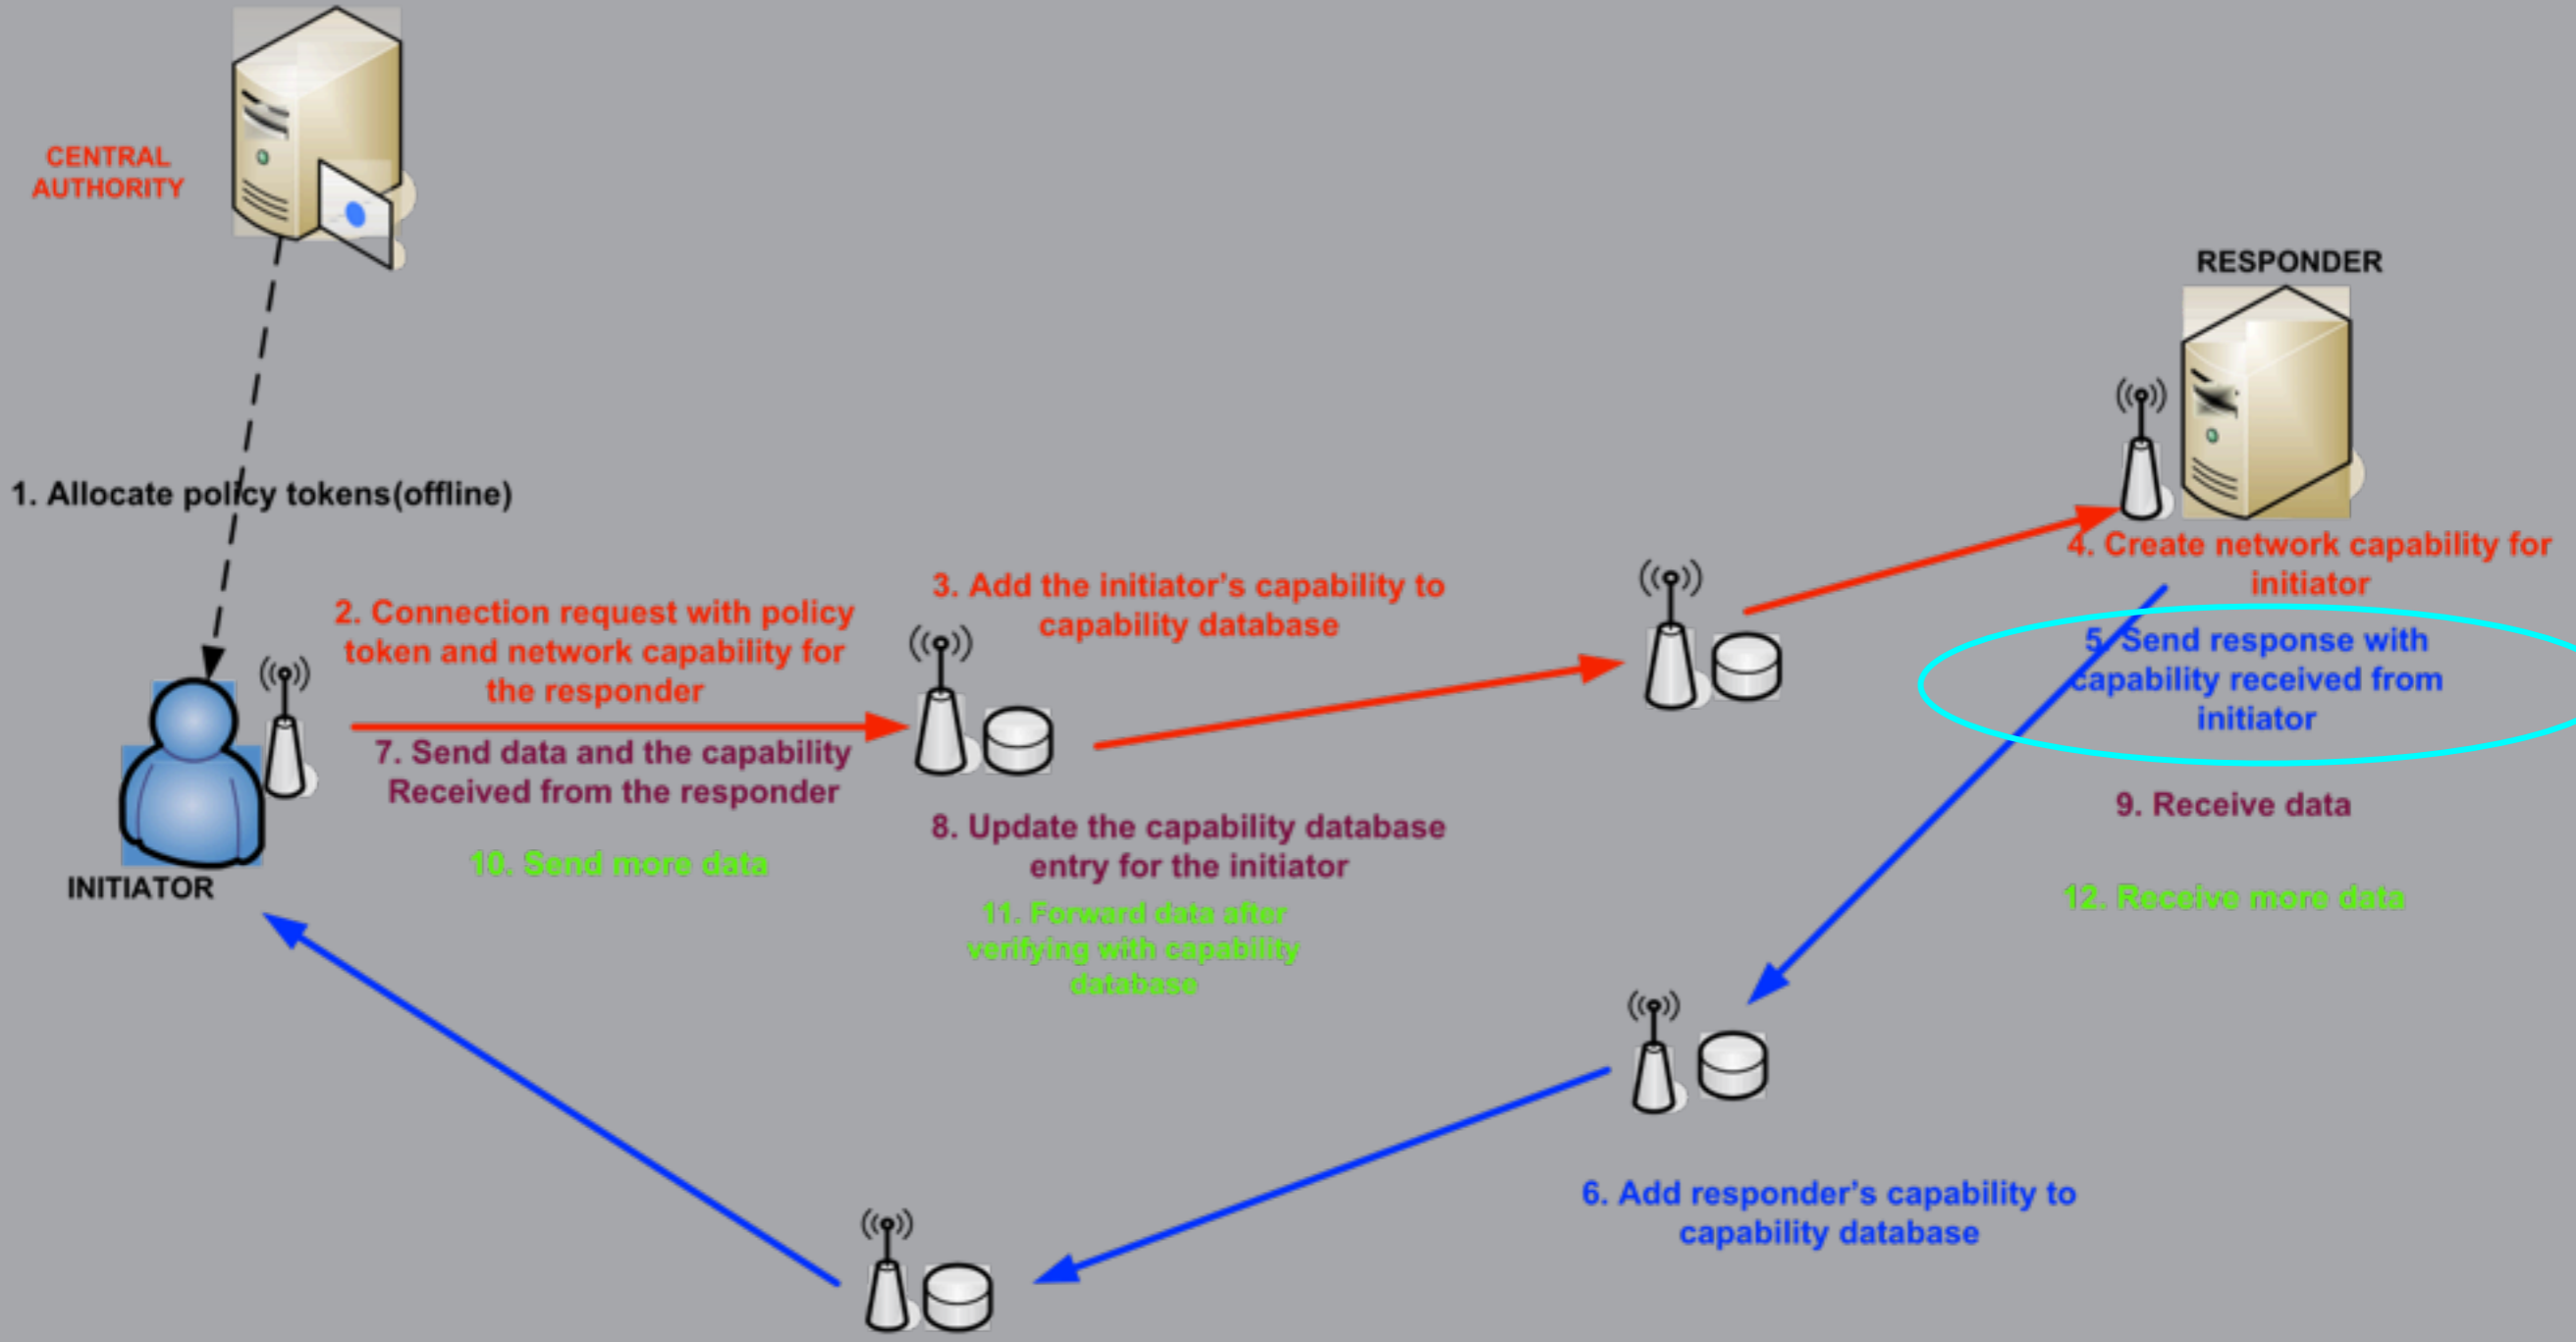 CENTRAL
AUTHORITY
RESPONDER
1. Allocate policy tokens(offline)
2. Connection request with policy
token and network capability for
the responder
3. Add the initiator's capability to
capability database
4. Create network capability for
initiator
5. Send response with
capability received from
initiator
7. Send data and the capability
Received from the responder
8. Update the capability database
entry for the initiator
9. Receive data
10. Send more data
INITIATOR
11. Forward data after
verifying with capability
database
12. Receive more data
6. Add responder's capability to
capability database